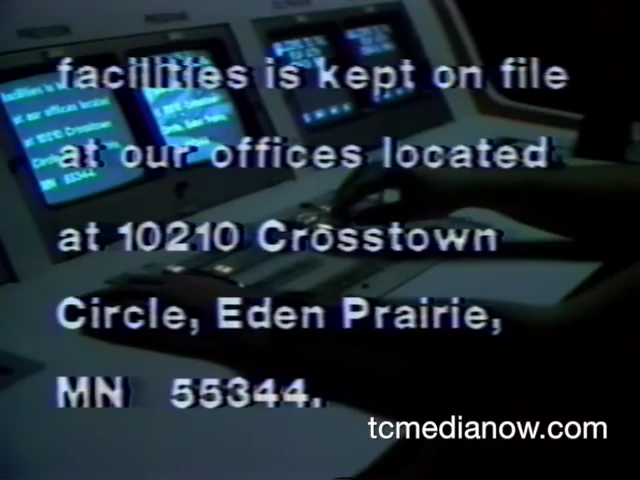 facilities is kept on file
at our offices located
at 10210 Crosstown
Circle, Eden Prairie,
MN 55344.
tcmedianow.com